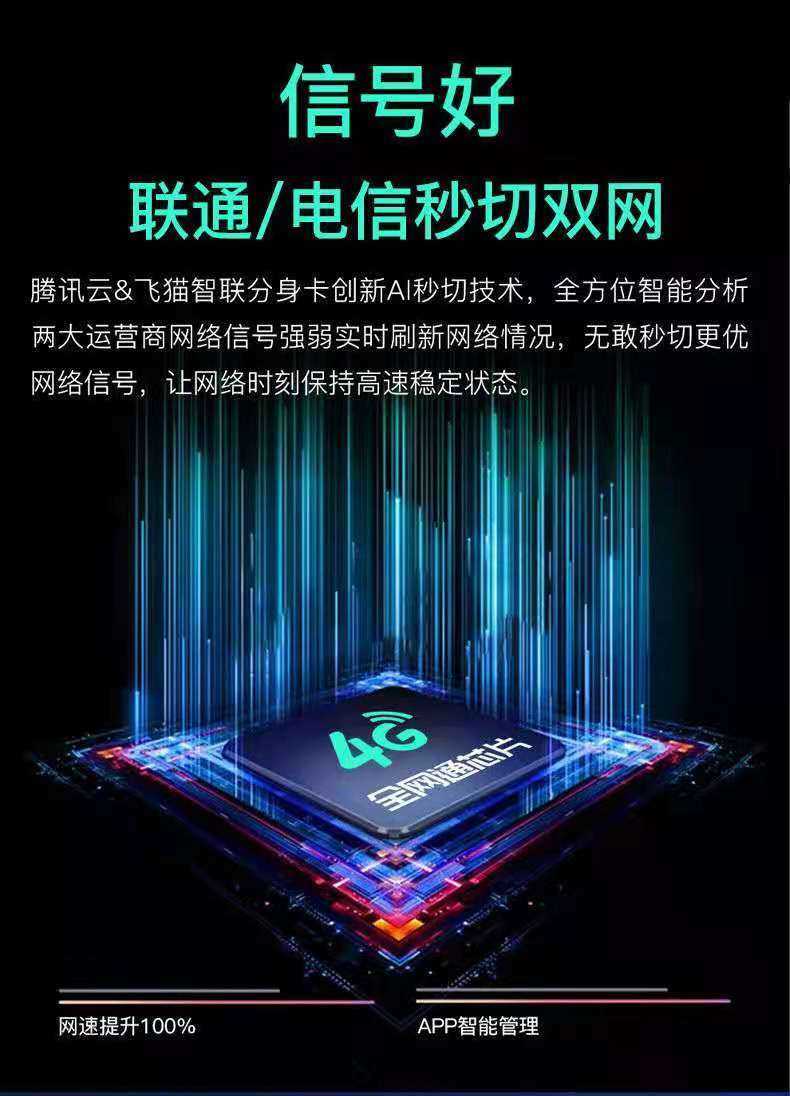 信号好
联通/电信秒切双网
腾讯云&飞猫智联分身卡创新AI秒切技术，全方位智能分析
两大运营商网络信号强弱实时刷新网络情况，无敢秒切更优
网络信号，让网络时刻保持高速稳定状态。
4G
全网通芯片
网速提升100%
APP智能管理